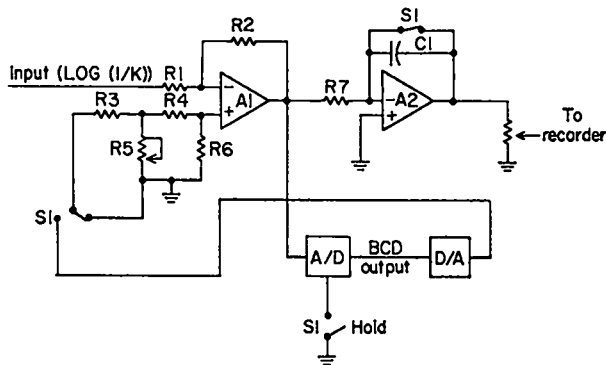 S1
R2
C1
Input (LOG (1/K)) R1
A1
R7
A2
R3 R4
To
recorder
R5
R6
S1
A/D
BCD
output
D/A
S1 Hold